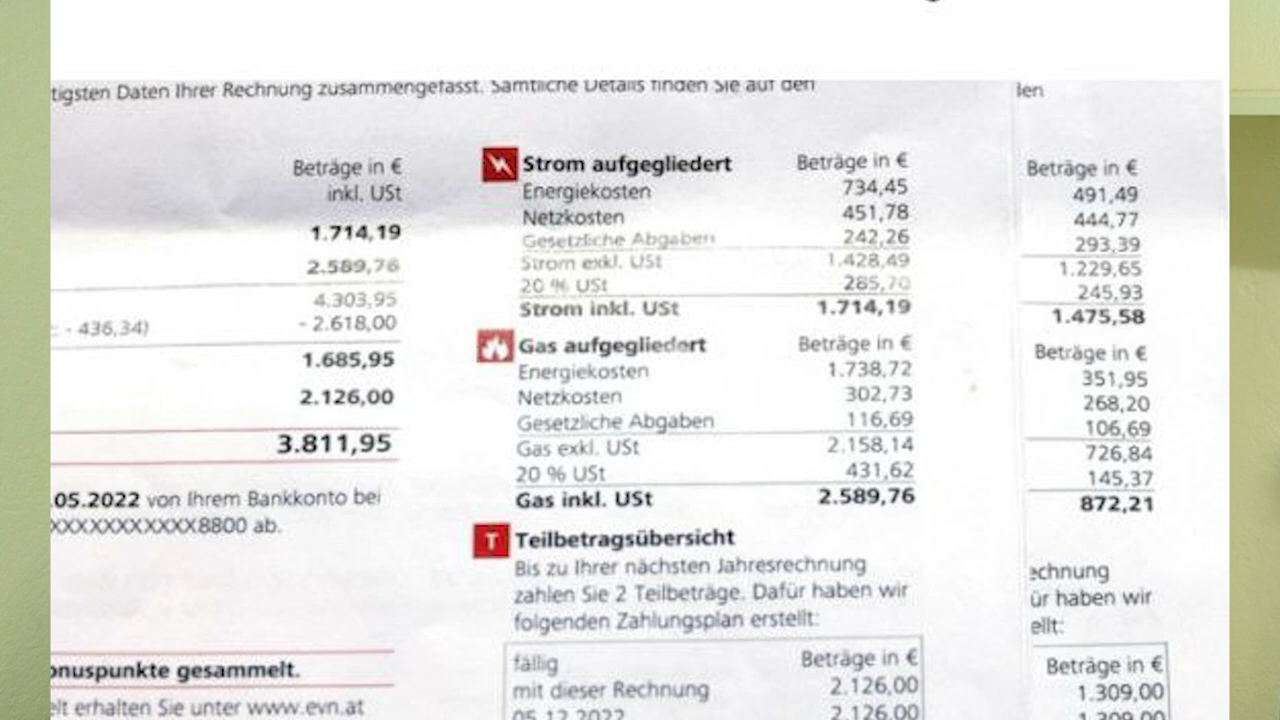 tigsten Daten Ihrer Rechnung zusammengefasst. Sämtliche Details finden Sie auf den
Beträge in €
inkl. USt
1.714,19
2.589,76
4.303,95
- 436,34)
- 2.618,00
1.685,95
2.126,00
3.811,95
.05.2022 von Ihrem Bankkonto bei
XXXXXXXXXXXX8800 ab.
onuspunkte gesammelt.
elt erhalten Sie unter www.evn.at
Strom aufgegliedert Beträge in €
Energiekosten 734,45
Netzkosten 451,78
Gesetzliche Abgaben 242,26
Strom exkl. USt 1.428,49
20 % USt 285,70
Strom inkl. USt 1.714,19
Gas aufgegliedert Beträge in €
Energiekosten 1.738,72
Netzkosten 302,73
Gesetzliche Abgaben 116,69
Gas exkl. USt 2.158,14
20 % USt 431,62
Gas inkl. USt 2.589,76
T Teilbetragsübersicht
Bis zu Ihrer nächsten Jahresrechnung
zahlen Sie 2 Teilbeträge. Dafür haben wir
folgenden Zahlungsplan erstellt:
fällig Beträge in €
mit dieser Rechnung 2.126,00
05.12.2022 2.126,00
len
Beträge in €
491,49
444,77
293,39
1.229,65
245,93
1.475,58
Beträge in €
351,95
268,20
106,69
726,84
145,37
872,21
echnung
ür haben wir
ellt:
Beträge in €
1.309,00
1.309,00